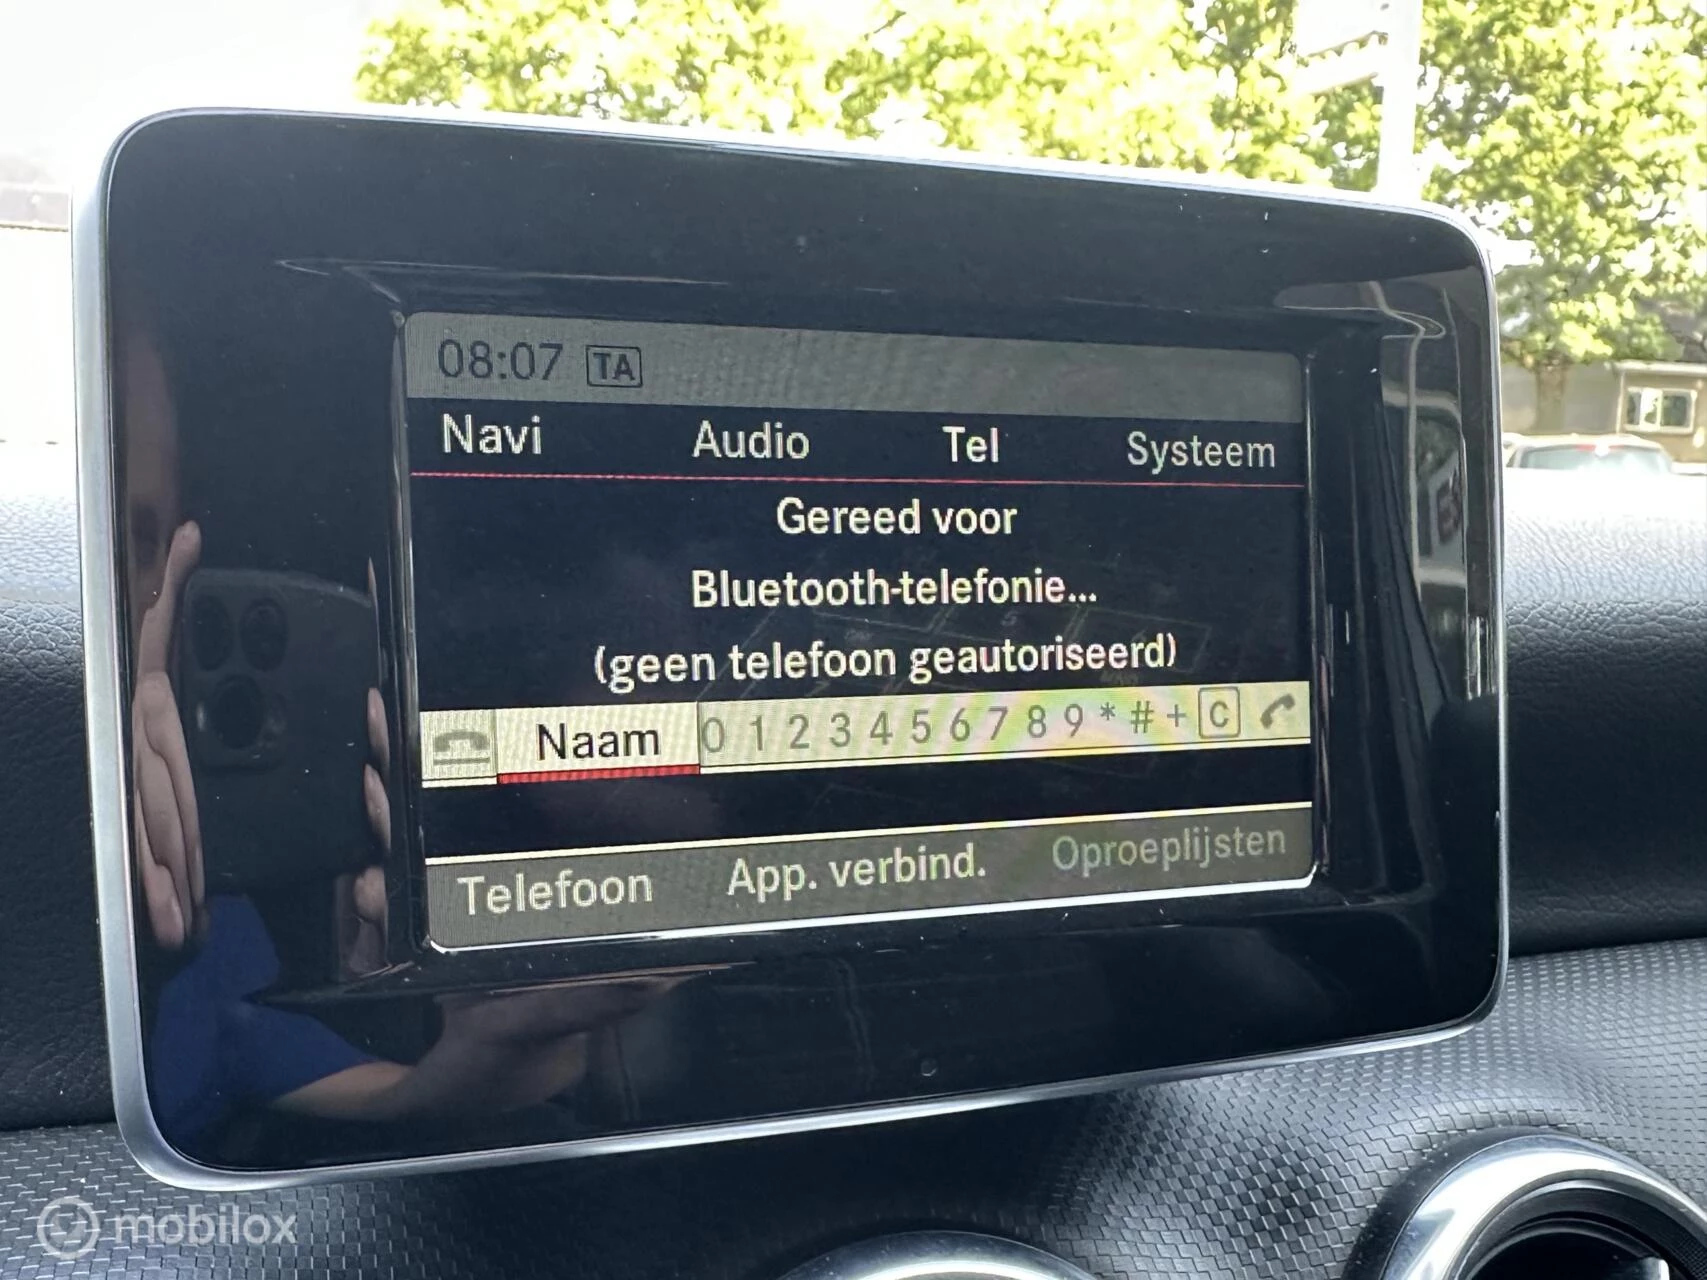 08:07 TA
Navi Audio Tel Systeem
Gereed voor
Bluetooth-telefonie...
(geen telefoon geautoriseerd)
Naam 0 1 2 3 4 5 6 7 8 9 * # + C
Telefoon App. verbind. Oproeplijsten
mobilox